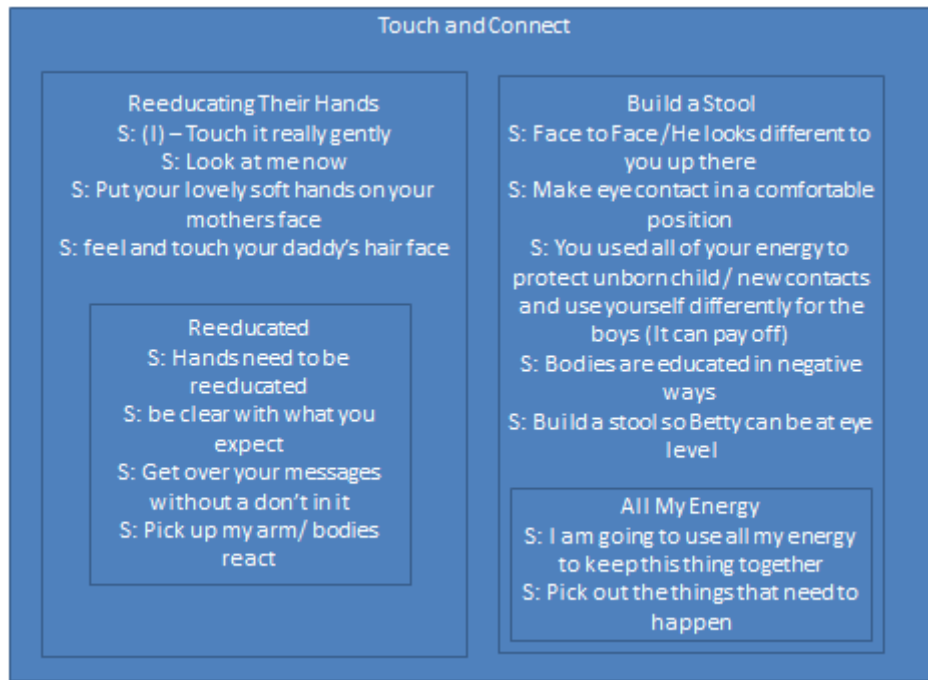 Touch and Connect
Reeducating Their Hands
S: (I) – Touch it really gently
S: Look at me now
S: Put your lovely soft hands on your
mothers face
S: feel and touch your daddy's hair face
Reeducated
S: Hands need to be
reeducated
S: be clear with what you
expect
S: Get over your messages
without a don't in it
S: Pick up my arm/ bodies
react
Build a Stool
S: Face to Face /He looks different to
you up there
S: Make eye contact in a comfortable
position
S: You used all of your energy to
protect unborn child / new contacts
and use yourself differently for the
boys (It can pay off)
S: Bodies are educated in negative
ways
S: Build a stool so Betty can be at eye
level
All My Energy
S: I am going to use all my energy
to keep this thing together
S: Pick out the things that need to
happen